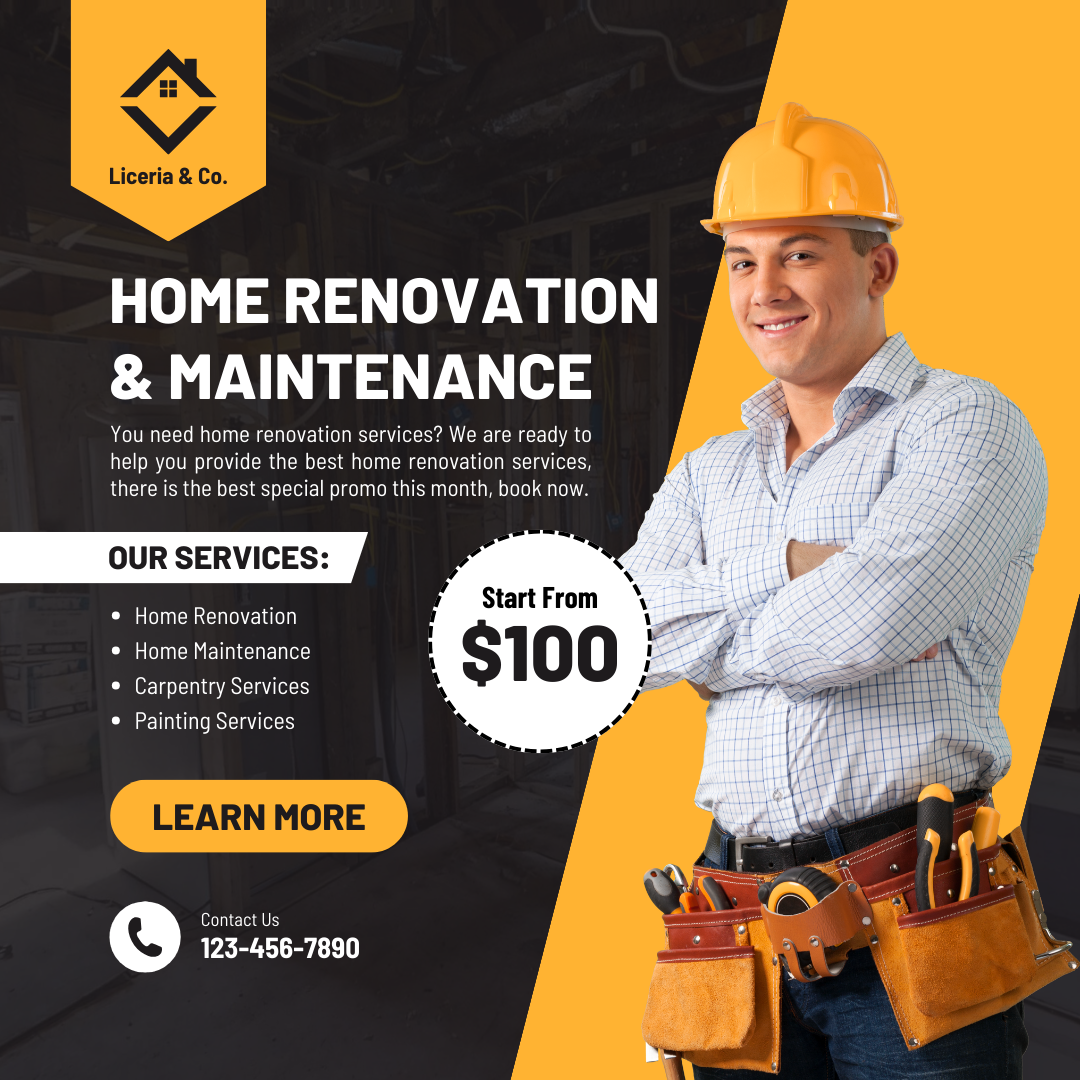 Liceria & Co.
HOME RENOVATION
& MAINTENANCE
You need home renovation services? We are ready to
help you provide the best home renovation services,
there is the best special promo this month, book now.
OUR SERVICES:
• Home Renovation
• Home Maintenance
• Carpentry Services
• Painting Services
Start From
$100
LEARN MORE
Contact Us
123-456-7890